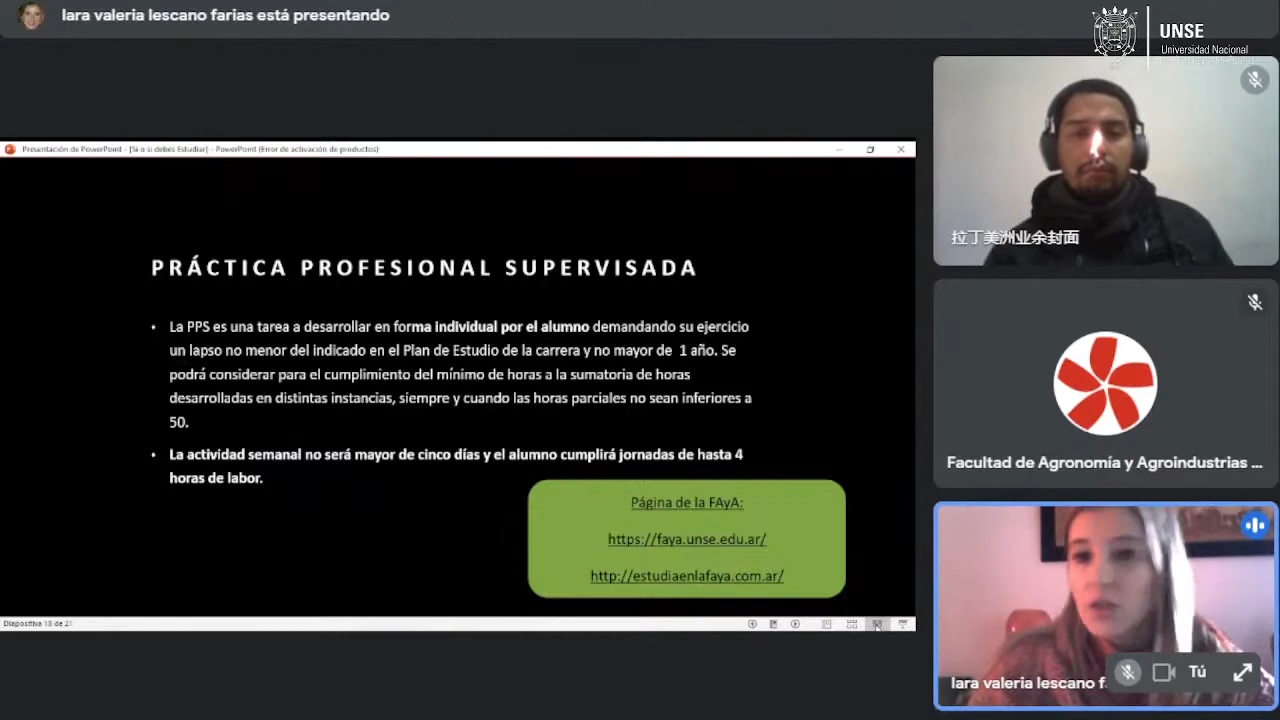 lara valeria lescano farias está presentando
UNSE
Universidad Nacional
Presentación de PowerPoint - [Si o si debes Estudiar] - PowerPoint (Error de activación de productos)
PRÁCTICA PROFESIONAL SUPERVISADA
• La PPS es una tarea a desarrollar en forma individual por el alumno demandando su ejercicio
un lapso no menor del indicado en el Plan de Estudio de la carrera y no mayor de 1 año. Se
podrá considerar para el cumplimiento del mínimo de horas a la sumatoria de horas
desarrolladas en distintas instancias, siempre y cuando las horas parciales no sean inferiores a
50.
• La actividad semanal no será mayor de cinco días y el alumno cumplirá jornadas de hasta 4
horas de labor.
Página de la FAyA:
https://faya.unse.edu.ar/
http://estudiaenlafaya.com.ar/
Diapositiva 18 de 21
拉丁美洲业余封面
Facultad de Agronomía y Agroindustrias ...
lara valeria lescano f
Tú